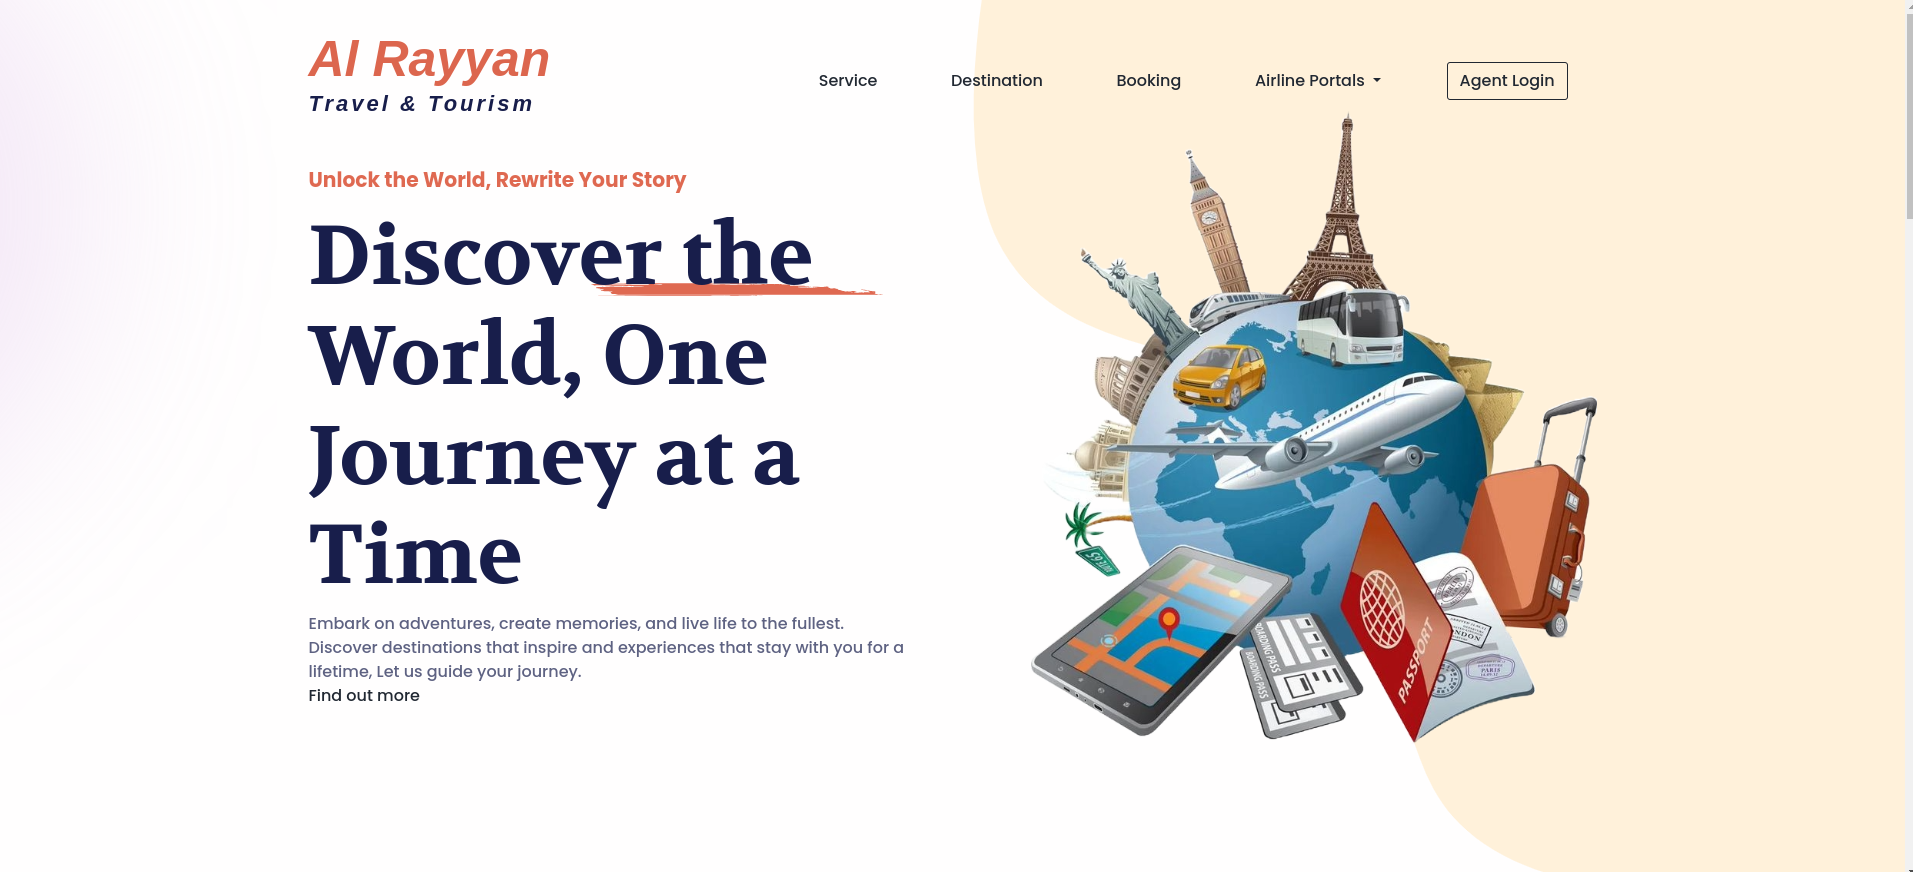 Al Rayyan
Travel & Tourism
Service
Destination
Booking
Airline Portals
Agent Login
Unlock the World, Rewrite Your Story
Discover the
World, One
Journey at a
Time
Embark on adventures, create memories, and live life to the fullest.
Discover destinations that inspire and experiences that stay with you for a
lifetime, Let us guide your journey.
Find out more
BOARDING PASS
BOARDING PASS
PASSPORT
PARIS